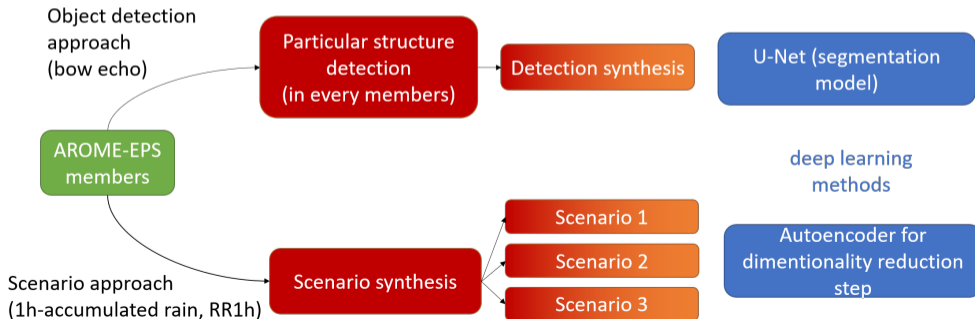 Object detection
approach
(bow echo)
Particular structure
detection
(in every members)
Detection synthesis
U-Net (segmentation
model)
AROME-EPS
members
deep learning
methods
Scenario approach
(1h-accumulated rain, RR1h)
Scenario synthesis
Scenario 1
Scenario 2
Scenario 3
Autoencoder for
dimentionality reduction
step